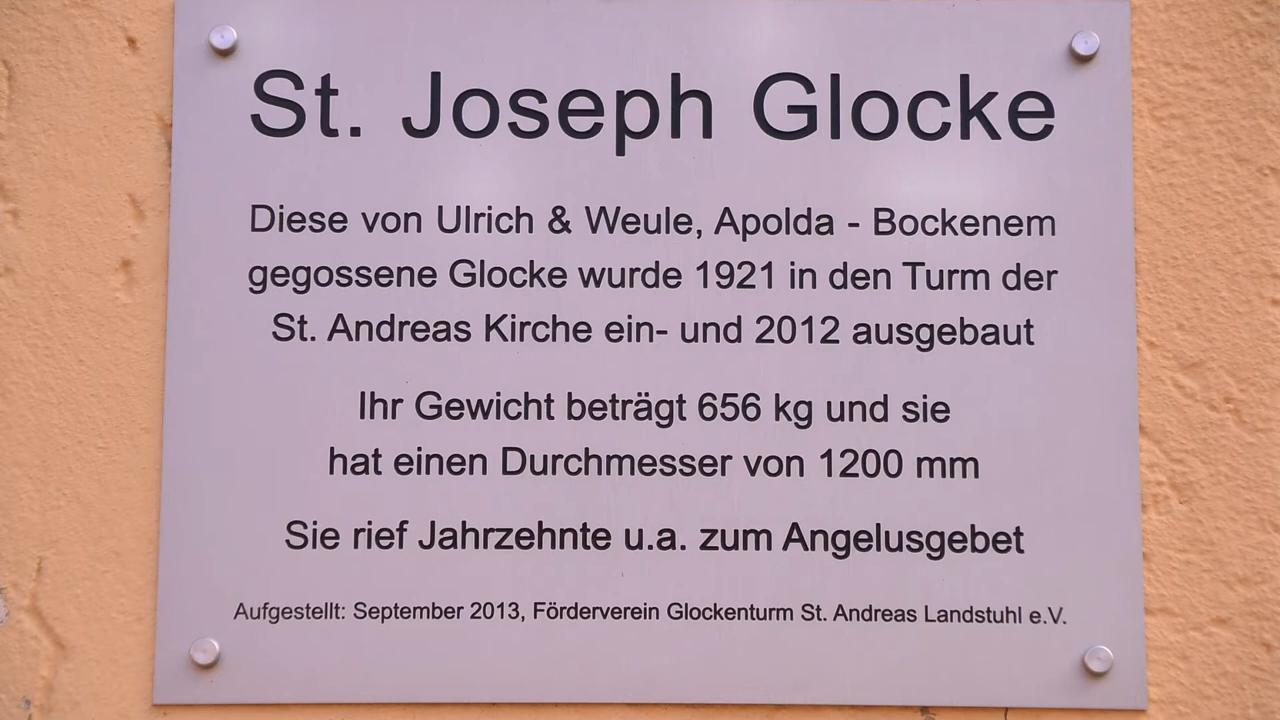 St. Joseph Glocke
Diese von Ulrich & Weule, Apolda - Bockenem
gegossene Glocke wurde 1921 in den Turm der
St. Andreas Kirche ein- und 2012 ausgebaut
Ihr Gewicht beträgt 656 kg und sie
hat einen Durchmesser von 1200 mm
Sie rief Jahrzehnte u.a. zum Angelusgebet
Aufgestellt: September 2013, Förderverein Glockenturm St. Andreas Landstuhl e.V.